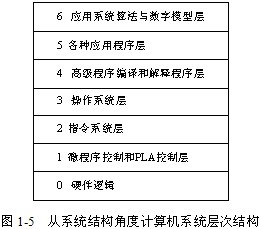 6 应用系统算法与数字模型层
5 各种应用程序层
4 高级程序编译和解释程序层
3 操作系统层
2 指令系统层
1 微程序控制和PLA控制层
0 硬件逻辑
图 1-5 从系统结构角度计算机系统层次结构